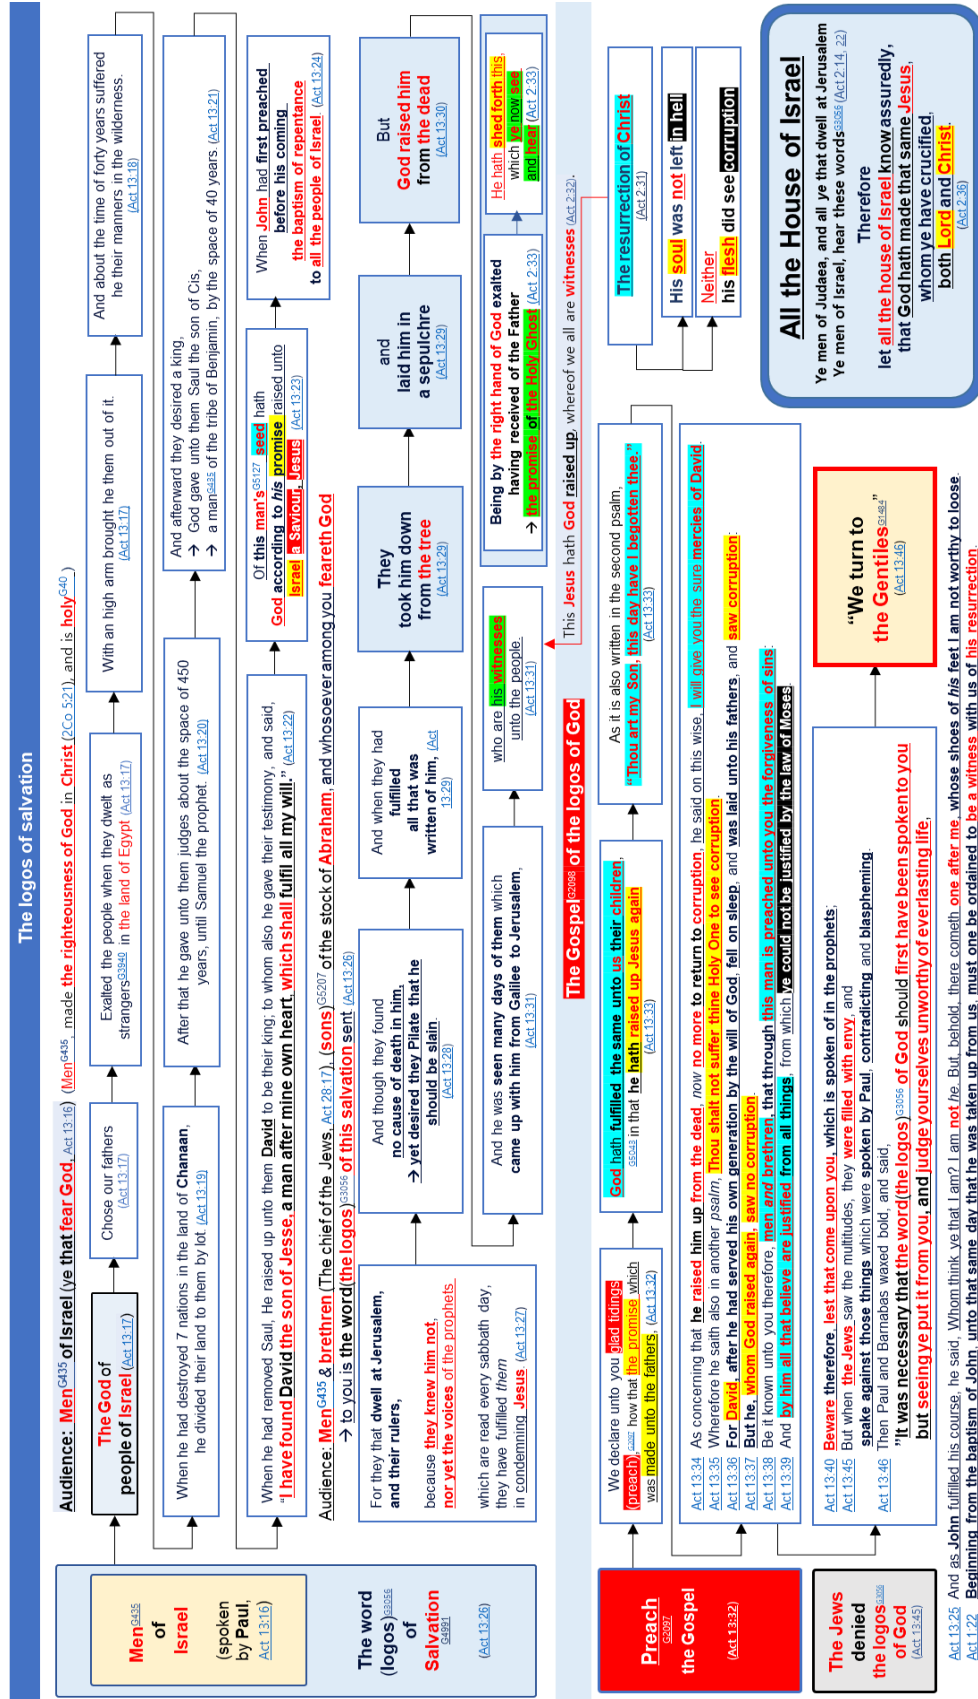 The logos of salvation
Men^G435
of
Israel
(spoken
by Paul,
Act 13:16)
The word
(logos)^G3056
of
Salvation
G4991
(Act 13:26)
Audience: Men^G435 of Israel (ye that fear God, Act 13:16) (Men^G435, made the righteousness of God in Christ (2Co 5:21), and is holy^G40.)
The God of
people of Israel (Act 13:17)
Chose our fathers
(Act 13:17)
Exalted the people when they dwelt as
strangers^G3940 in the land of Egypt (Act 13:17)
With an high arm brought he them out of it.
(Act 13:17)
And about the time of forty years suffered
he their manners in the wilderness.
(Act 13:18)
When he had destroyed 7 nations in the land of Chanaan,
he divided their land to them by lot. (Act 13:19)
After that he gave unto them judges about the space of 450
years, until Samuel the prophet. (Act 13:20)
And afterward they desired a king,
→ God gave unto them Saul the son of Cis,
→ a man^G435 of the tribe of Benjamin, by the space of 40 years. (Act 13:21)
When he had removed Saul, He raised up unto them David to be their king; to whom also he gave their testimony, and said,
"I have found David the son of Jesse, a man after mine own heart, which shall fulfil all my will." (Act 13:22)
Of this man's^G5127 seed hath
God according to his promise raised unto
Israel a Saviour, Jesus (Act 13:23)
When John had first preached
before his coming
the baptism of repentance
to all the people of Israel. (Act 13:24)
Audience: Men^G435 & brethren (The chief of the Jews, Act 28:17), (sons)^G5207 of the stock of Abraham, and whosoever among you feareth God
→ to you is the word(the logos)^G3056 of this salvation sent (Act 13:26)
For they that dwell at Jerusalem,
and their rulers,
because they knew him not,
nor yet the voices of the prophets
which are read every sabbath day,
they have fulfilled them
in condemning Jesus. (Act 13:27)
And though they found
no cause of death in him,
→ yet desired they Pilate that he
should be slain.
(Act 13:28)
And when they had
fulfilled
all that was
written of him, (Act
13:29)
They
took him down
from the tree
(Act 13:29)
and
laid him in
a sepulchre
(Act 13:29)
But
God raised him
from the dead
(Act 13:30)
And he was seen many days of them which
came up with him from Galilee to Jerusalem,
(Act 13:31)
who are his witnesses
unto the people.
(Act 13:31)
Being by the right hand of God exalted
having received of the Father
→ the promise of the Holy Ghost (Act 2:33)
He hath shed forth this,
which ye now see
and hear (Act 2:33)
This Jesus hath God raised up, whereof we all are witnesses (Act 2:32).
The Gospel^G2098 of the logos of God
Preach
G2097
the Gospel
(Act 13:32)
We declare unto you glad tidings
(preach),^G2097 how that the promise which
was made unto the fathers, (Act 13:32)
God hath fulfilled the same unto us their children,
G5043 in that he hath raised up Jesus again
(Act 13:33)
As it is also written in the second psalm,
"Thou art my Son, this day have I begotten thee."
(Act 13:33)
The resurrection of Christ
(Act 2:31)
His soul was not left in hell
Neither
his flesh did see corruption
Act 13:34 As concerning that he raised him up from the dead, now no more to return to corruption, he said on this wise, I will give you the sure mercies of David.
Act 13:35 Wherefore he saith also in another psalm, Thou shalt not suffer thine Holy One to see corruption.
Act 13:36 For David, after he had served his own generation by the will of God, fell on sleep, and was laid unto his fathers, and saw corruption:
Act 13:37 But he, whom God raised again, saw no corruption.
Act 13:38 Be it known unto you therefore, men and brethren, that through this man is preached unto you the forgiveness of sins:
Act 13:39 And by him all that believe are justified from all things, from which ye could not be justified by the law of Moses.
The Jews
denied
the logos^G3056
of God
(Act 13:45)
Act 13:40 Beware therefore, lest that come upon you, which is spoken of in the prophets;
Act 13:45 But when the Jews saw the multitudes, they were filled with envy, and
spake against those things which were spoken by Paul, contradicting and blaspheming.
Act 13:46 Then Paul and Barnabas waxed bold, and said,
"It was necessary that the word(the logos)^G3056 of God should first have been spoken to you
but seeing ye put it from you, and judge yourselves unworthy of everlasting life,
"We turn to
the Gentiles^G1484"
(Act 13:46)
All the House of Israel
Ye men of Judaea, and all ye that dwell at Jerusalem
Ye men of Israel, hear these words^G3056 (Act 2:14, 22)
Therefore
let all the house of Israel know assuredly,
that God hath made that same Jesus,
whom ye have crucified,
both Lord and Christ.
(Act 2:36)
Act 13:25 And as John fulfilled his course, he said, Whom think ye that I am? I am not he. But, behold, there cometh one after me, whose shoes of his feet I am not worthy to loose.
Act 1:22 Beginning from the baptism of John, unto that same day that he was taken up from us, must one be ordained to be a witness with us of his resurrection.